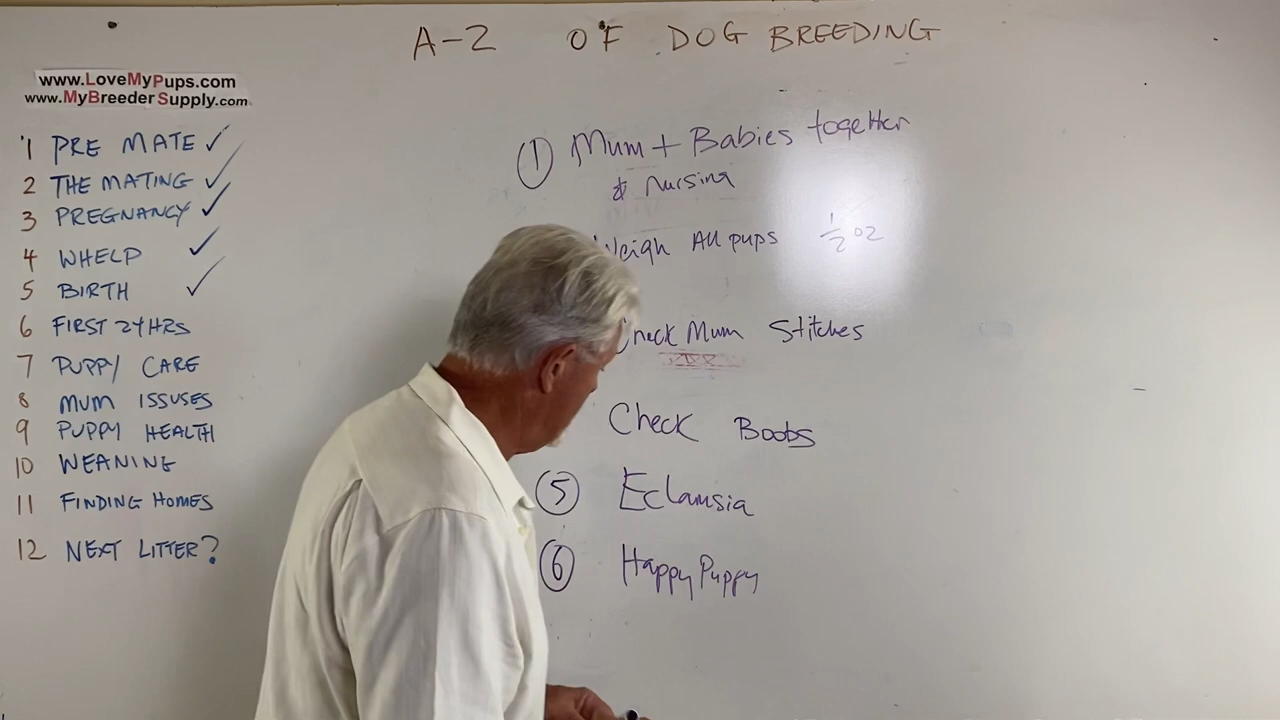 A-Z OF DOG BREEDING
www.LoveMyPups.com
www.MyBreederSupply.com
1 PRE MATE ✓
2 THE MATING ✓
3 PREGNANCY ✓
4 WHELP ✓
5 BIRTH ✓
6 FIRST 24HRS
7 PUPPY CARE
8 MUM ISSUSES
9 PUPPY HEALTH
10 WEANING
11 FINDING HOMES
12 NEXT LITTER?
① Mum + Babies together
& nursing
Weigh All pups 1/2 oz
Check Mum Stitches
Check Boobs
⑤ Eclamsia
⑥ Happy Puppy